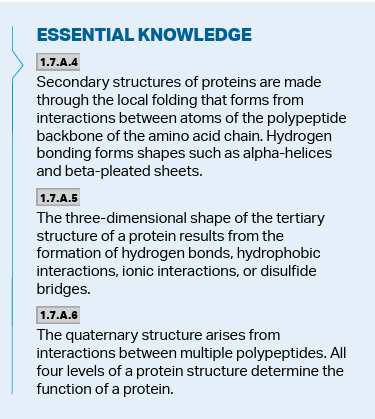 ESSENTIAL KNOWLEDGE
1.7.A.4
Secondary structures of proteins are made
through the local folding that forms from
interactions between atoms of the polypeptide
backbone of the amino acid chain. Hydrogen
bonding forms shapes such as alpha-helices
and beta-pleated sheets.
1.7.A.5
The three-dimensional shape of the tertiary
structure of a protein results from the
formation of hydrogen bonds, hydrophobic
interactions, ionic interactions, or disulfide
bridges.
1.7.A.6
The quaternary structure arises from
interactions between multiple polypeptides. All
four levels of a protein structure determine the
function of a protein.